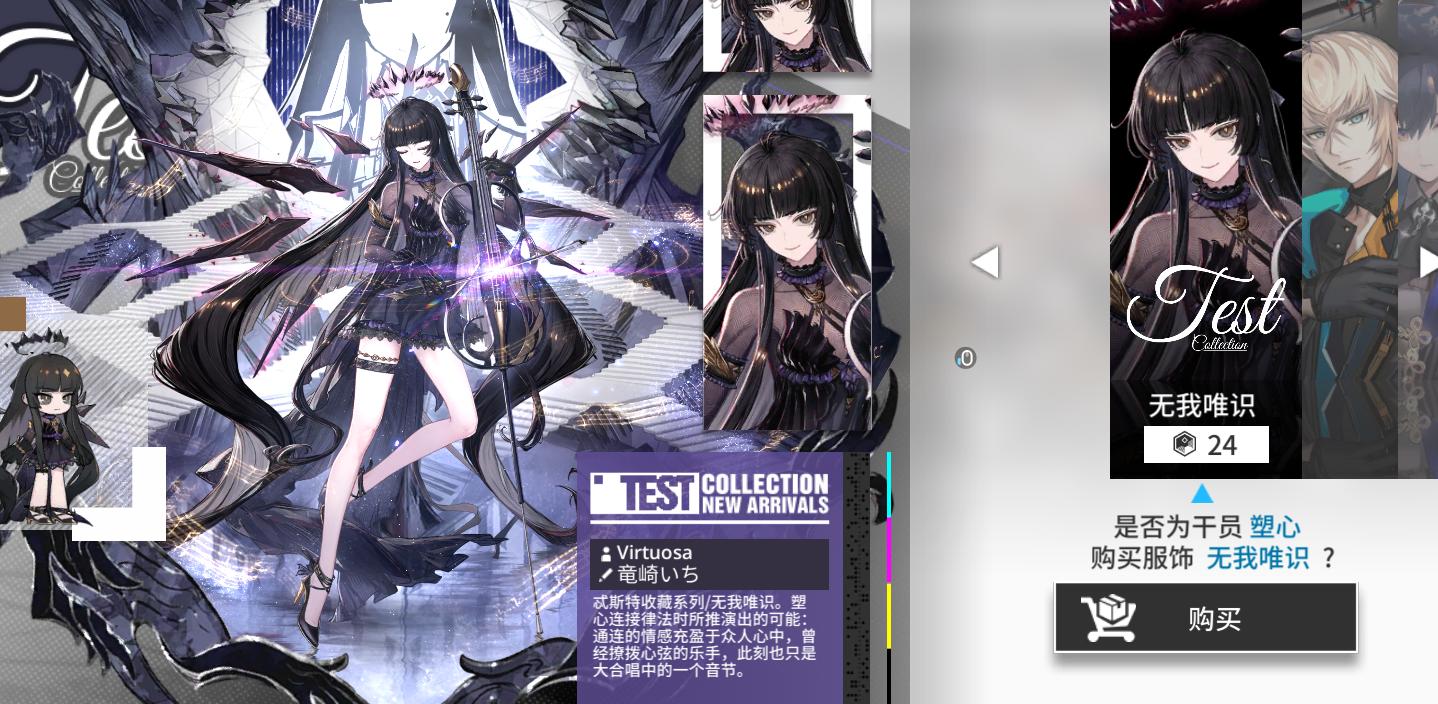 Collection
TEST
COLLECTION
NEW ARRIVALS
Virtuosa
竜崎いち
忒斯特收藏系列/无我唯识。塑
心连接律法时所推演出的可能：
通连的情感充盈于众人心中，曾
经撩拨心弦的乐手，此刻也只是
大合唱中的一个音节。
0
Test
Collection
无我唯识
24
是否为干员 塑心
购买服饰 无我唯识 ？
购买